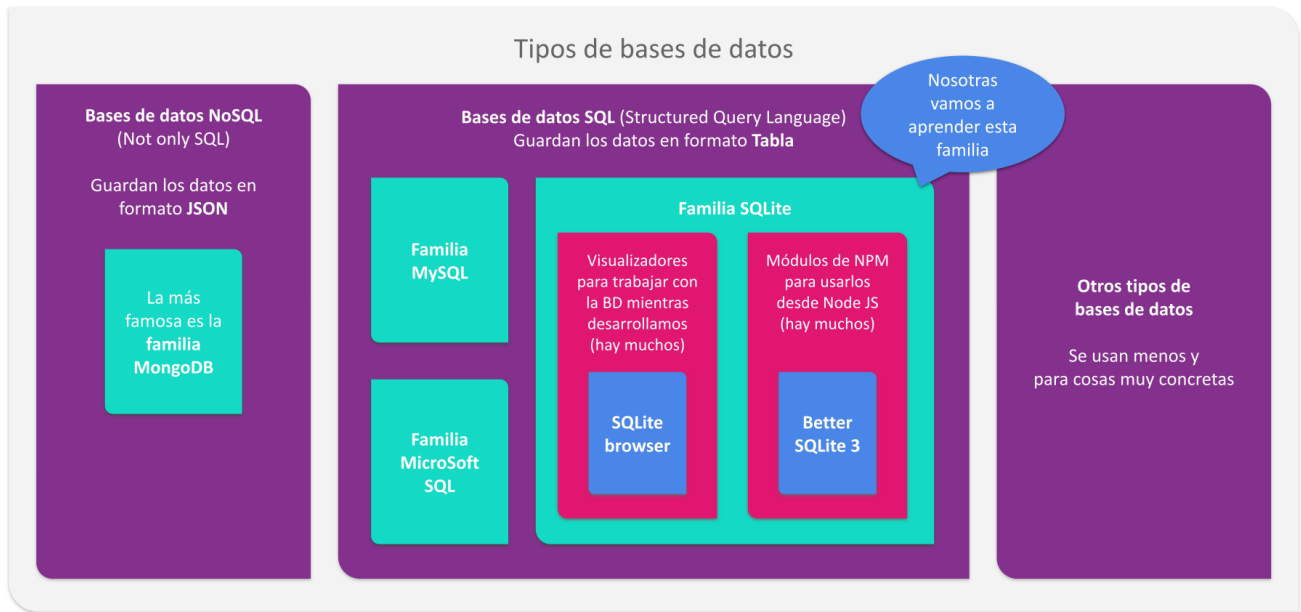 Tipos de bases de datos
Nosotras
vamos a
aprender esta
familia
Bases de datos NoSQL
(Not only SQL)
Guardan los datos en
formato JSON
La más
famosa es la
familia
MongoDB
Bases de datos SQL (Structured Query Language)
Guardan los datos en formato Tabla
Familia
MySQL
Familia
MicroSoft
SQL
Familia SQLite
Visualizadores
para trabajar con
la BD mientras
desarrollamos
(hay muchos)
SQLite
browser
Módulos de NPM
para usarlos
desde Node JS
(hay muchos)
Better
SQLite 3
Otros tipos de
bases de datos
Se usan menos y
para cosas muy concretas